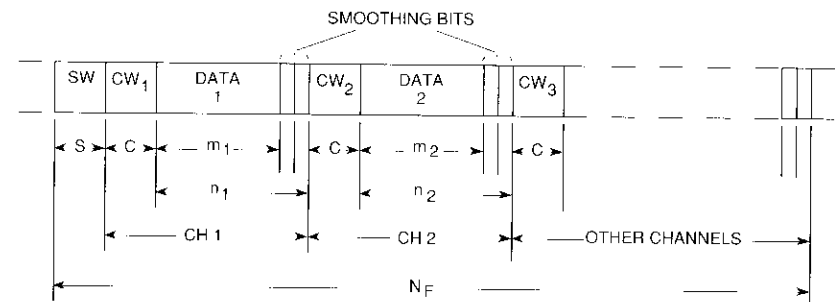 SMOOTHING BITS
SW CW₁ DATA 1 CW₂ DATA 2 CW₃
S C m₁ C m₂ C
n₁ n₂
CH 1 CH 2 OTHER CHANNELS
N_F